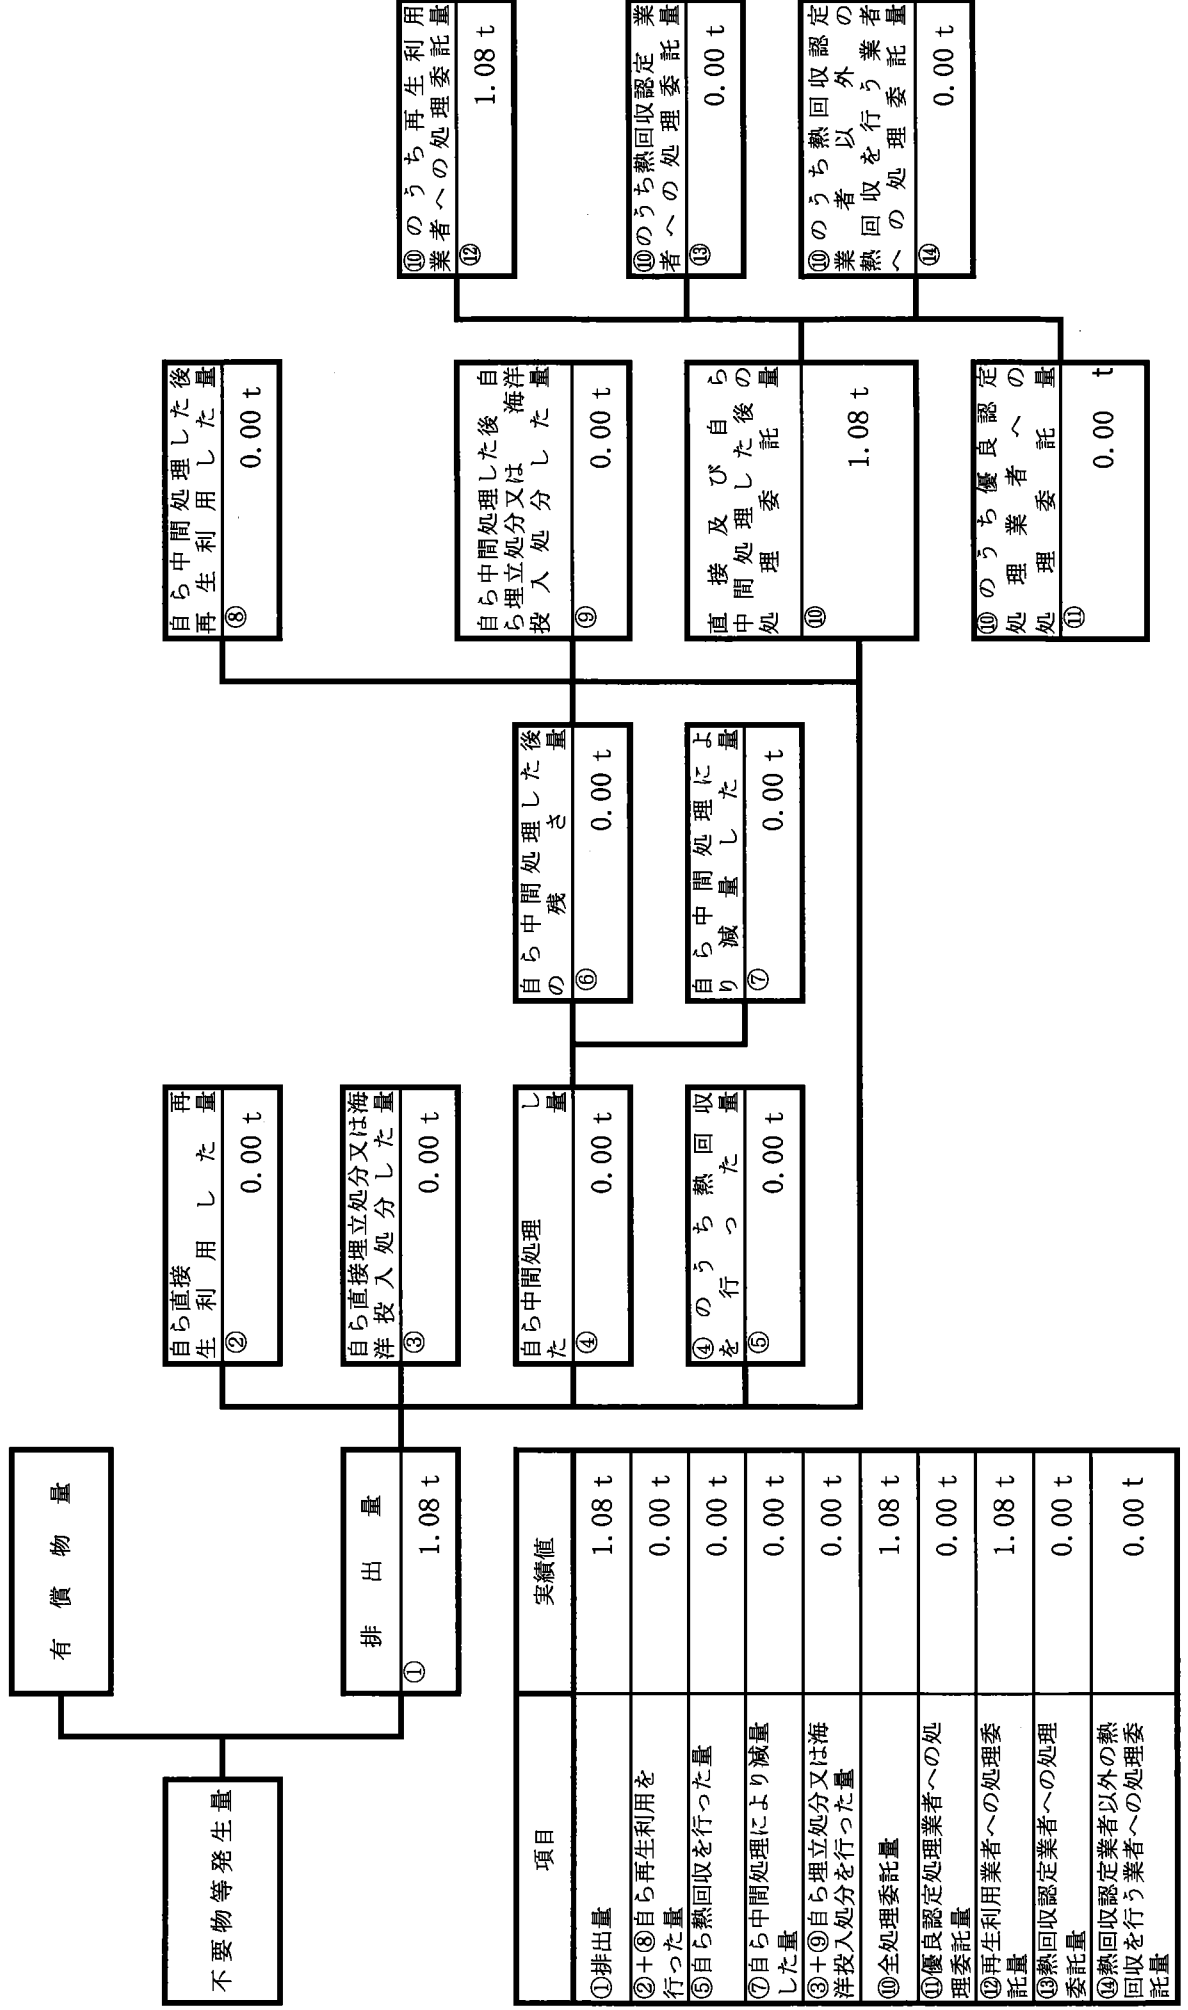 有償物量
不要物等発生量
排出量
①
1.08 t
自ら直接再
生利用した量
②
0.00 t
自ら直接埋立処分又は海
洋投入処分した量
③
0.00 t
自ら中間処理し
た量
④
0.00 t
④のうち熱回収
を行った量
⑤
0.00 t
自ら中間処理した後
の残さ量
⑥
0.00 t
自ら中間処理によ
り減量した量
⑦
0.00 t
自ら中間処理した後
再生利用した量
⑧
0.00 t
自ら中間処理した後自
ら埋立処分又は海洋
投入処分した量
⑨
0.00 t
直接及び自ら
中間処理した後の
処理委託量
⑩
1.08 t
⑩のうち優良認定
処理業者への
処理委託量
⑪
0.00 t
⑩のうち再生利用
業者への処理委託量
⑫
1.08 t
⑩のうち熱回収認定業
者への処理委託量
⑬
0.00 t
⑩のうち熱回収認定
業者以外の
熱回収を行う業者
への処理委託量
⑭
0.00 t
項目 実績値
①排出量 1.08 t
②+⑧自ら再生利用を
行った量 0.00 t
⑤自ら熱回収を行った量 0.00 t
⑦自ら中間処理により減量
した量 0.00 t
③+⑨自ら埋立処分又は海
洋投入処分を行った量 0.00 t
⑩全処理委託量 1.08 t
⑪優良認定処理業者への処
理委託量 0.00 t
⑫再生利用業者への処理委
託量 1.08 t
⑬熱回収認定業者への処理
委託量 0.00 t
⑭熱回収認定業者以外の熱
回収を行う業者への処理委
託量 0.00 t